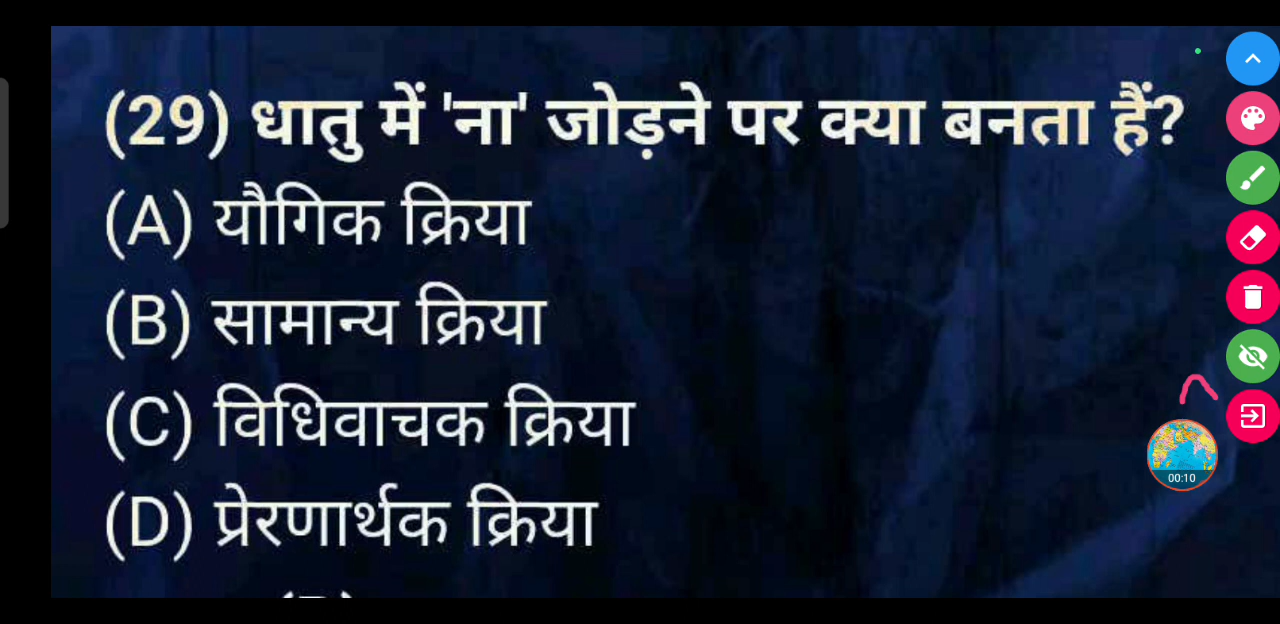 (29) धातु में 'ना' जोड़ने पर क्या बनता हैं?
(A) यौगिक क्रिया
(B) सामान्य क्रिया
(C) विधिवाचक क्रिया
(D) प्रेरणार्थक क्रिया
00:10